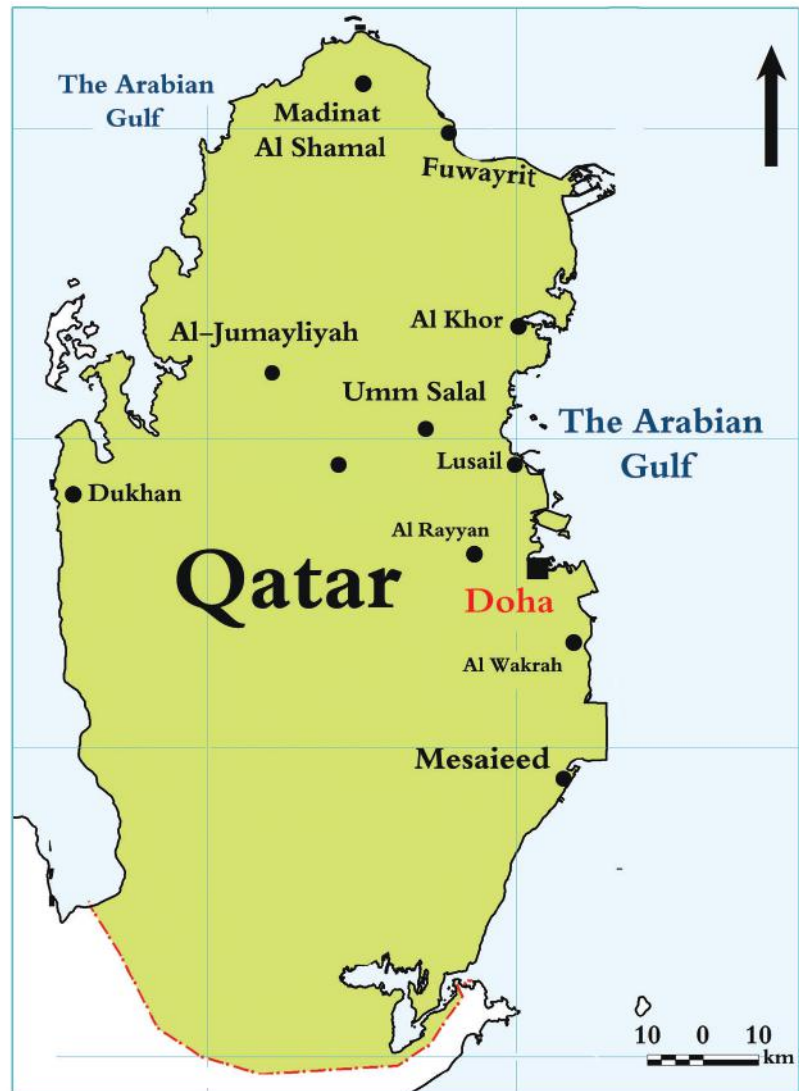 The Arabian
Gulf
Madinat
Al Shamal
Fuwayrit
Al Khor
Al-Jumayliyah
Umm Salal
The Arabian
Gulf
Lusail
Dukhan
Al Rayyan
Qatar
Doha
Al Wakrah
Mesaieed
10 0 10
km